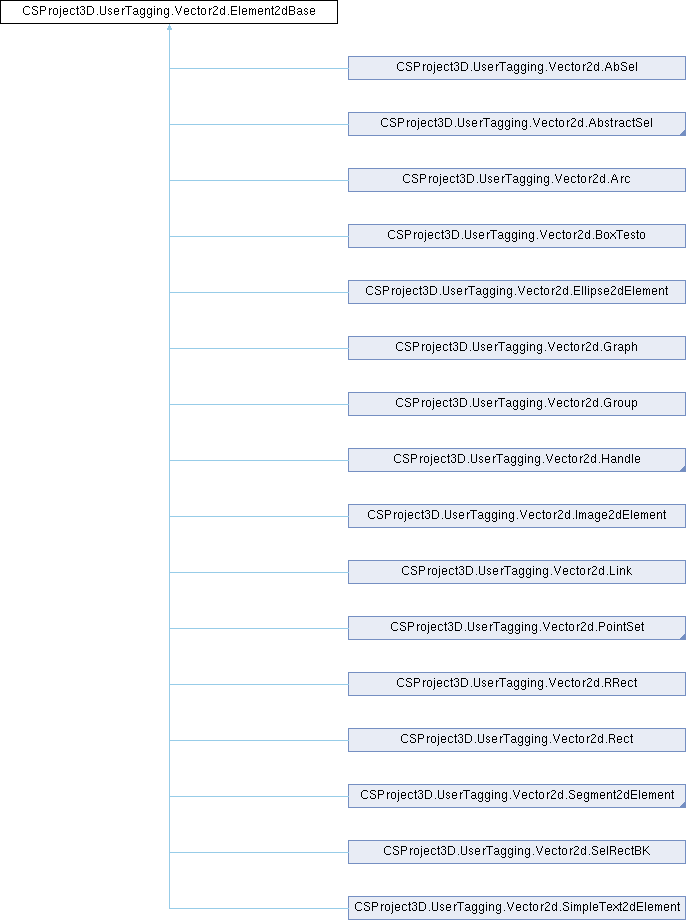 CSProject3D.UserTagging.Vector2d.Element2dBase
CSProject3D.UserTagging.Vector2d.AbSel
CSProject3D.UserTagging.Vector2d.AbstractSel
CSProject3D.UserTagging.Vector2d.Arc
CSProject3D.UserTagging.Vector2d.BoxTesto
CSProject3D.UserTagging.Vector2d.Ellipse2dElement
CSProject3D.UserTagging.Vector2d.Graph
CSProject3D.UserTagging.Vector2d.Group
CSProject3D.UserTagging.Vector2d.Handle
CSProject3D.UserTagging.Vector2d.Image2dElement
CSProject3D.UserTagging.Vector2d.Link
CSProject3D.UserTagging.Vector2d.PointSet
CSProject3D.UserTagging.Vector2d.RRect
CSProject3D.UserTagging.Vector2d.Rect
CSProject3D.UserTagging.Vector2d.Segment2dElement
CSProject3D.UserTagging.Vector2d.SelRectBK
CSProject3D.UserTagging.Vector2d.SimpleText2dElement